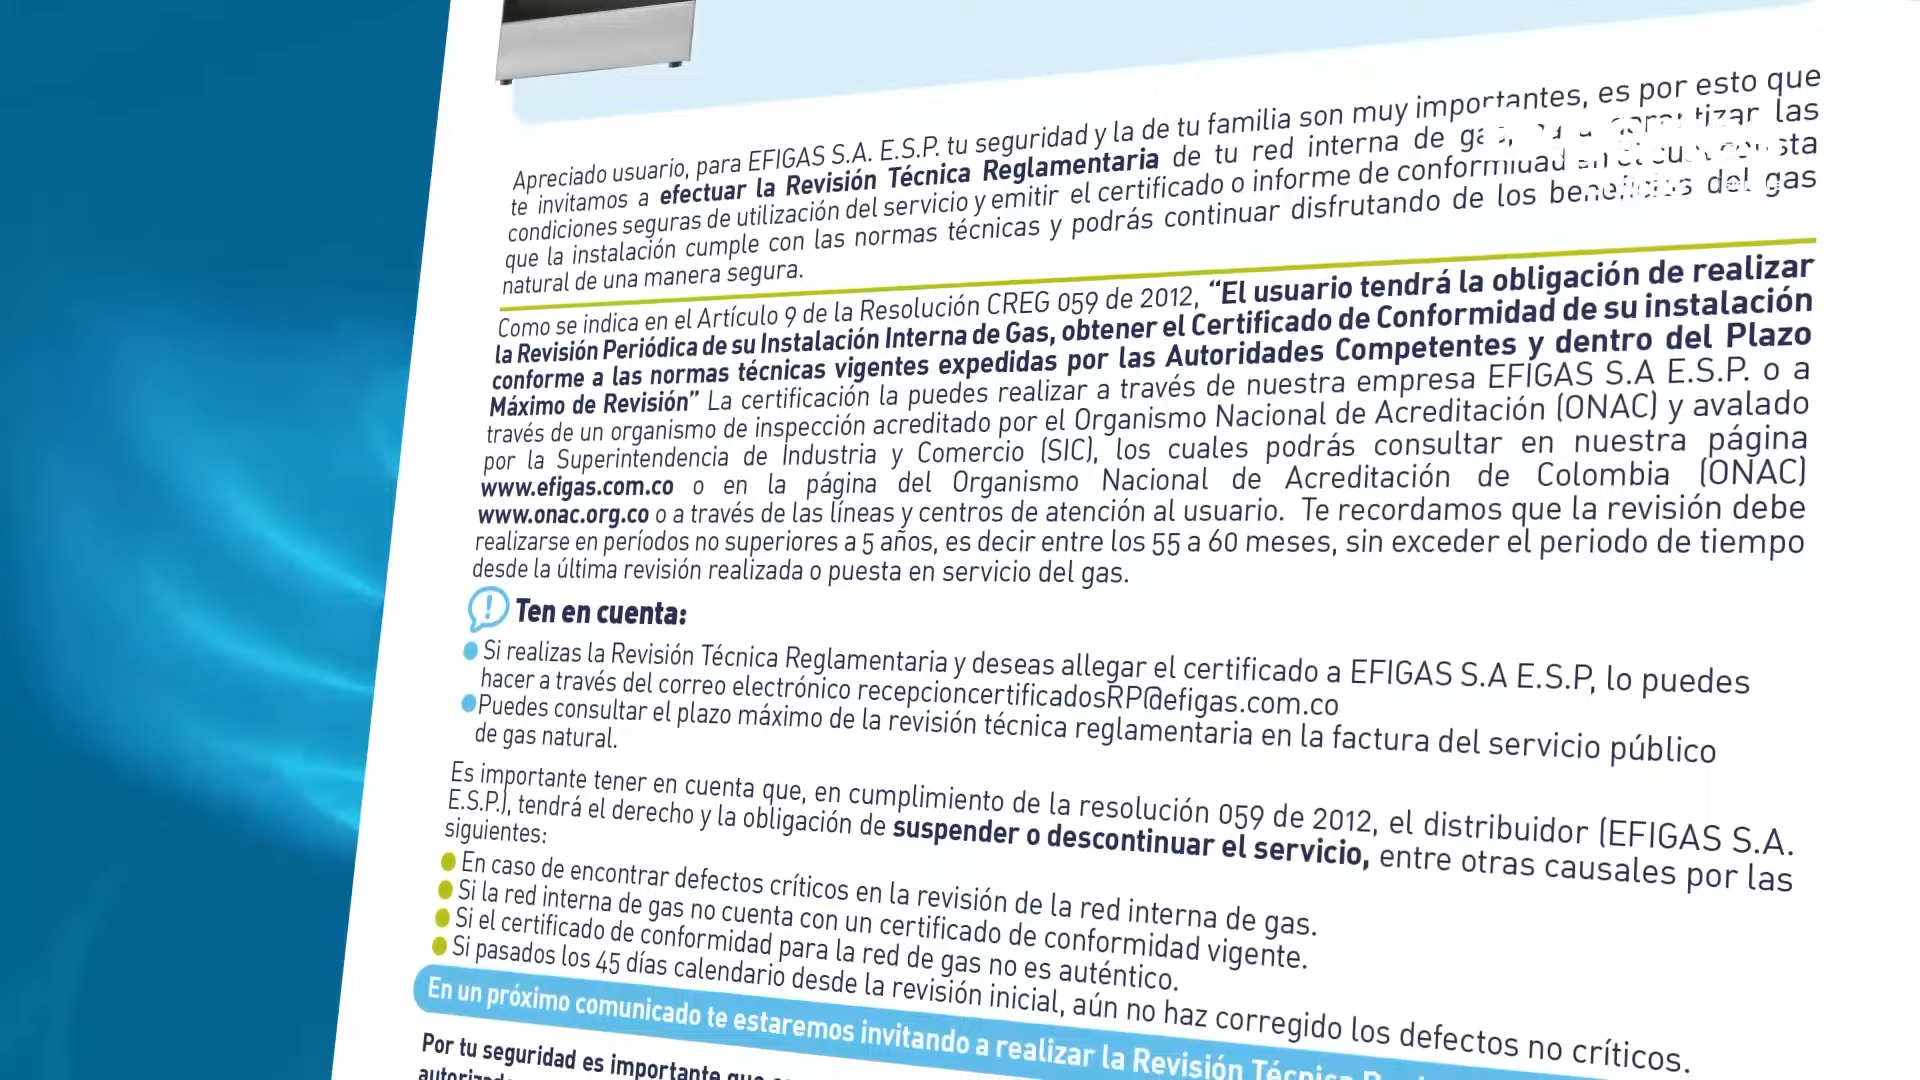 Apreciado usuario, para EFIGAS S.A. E.S.P. tu seguridad y la de tu familia son muy importantes, es por esto que
te invitamos a efectuar la Revisión Técnica Reglamentaria de tu red interna de las
condiciones seguras de utilización del servicio y emitir el certificado o informe de conformidad
que la instalación cumple con las normas técnicas y podrás continuar disfrutando de los beneficios del gas
natural de una manera segura.
Como se indica en el Artículo 9 de la Resolución CREG 059 de 2012, “El usuario tendrá la obligación de realizar
la Revisión Periódica de su Instalación Interna de Gas, obtener el Certificado de Conformidad de su instalación
conforme a las normas técnicas vigentes expedidas por las Autoridades Competentes y dentro del Plazo
Máximo de Revisión” La certificación la puedes realizar a través de nuestra empresa EFIGAS S.A E.S.P. o a
través de un organismo de inspección acreditado por el Organismo Nacional de Acreditación (ONAC) y avalado
por la Superintendencia de Industria y Comercio (SIC), los cuales podrás consultar en nuestra página
www.efigas.com.co o en la página del Organismo Nacional de Acreditación de Colombia (ONAC)
www.onac.org.co o a través de las líneas y centros de atención al usuario. Te recordamos que la revisión debe
realizarse en períodos no superiores a 5 años, es decir entre los 55 a 60 meses, sin exceder el periodo de tiempo
desde la última revisión realizada o puesta en servicio del gas.
! Ten en cuenta:
Si realizas la Revisión Técnica Reglamentaria y deseas allegar el certificado a EFIGAS S.A E.S.P, lo puedes
hacer a través del correo electrónico recepcioncertificadosRP@efigas.com.co
Puedes consultar el plazo máximo de la revisión técnica reglamentaria en la factura del servicio público
de gas natural.
Es importante tener en cuenta que, en cumplimiento de la resolución 059 de 2012, el distribuidor (EFIGAS S.A.
E.S.P.), tendrá el derecho y la obligación de suspender o descontinuar el servicio, entre otras causales por las
siguientes:
En caso de encontrar defectos críticos en la revisión de la red interna de gas.
Si la red interna de gas no cuenta con un certificado de conformidad vigente.
Si el certificado de conformidad para la red de gas no es auténtico.
Si pasados los 45 días calendario desde la revisión inicial, aún no haz corregido los defectos no críticos.
En un próximo comunicado te estaremos invitando a realizar la Revisión Técnica
Por tu seguridad es importante que